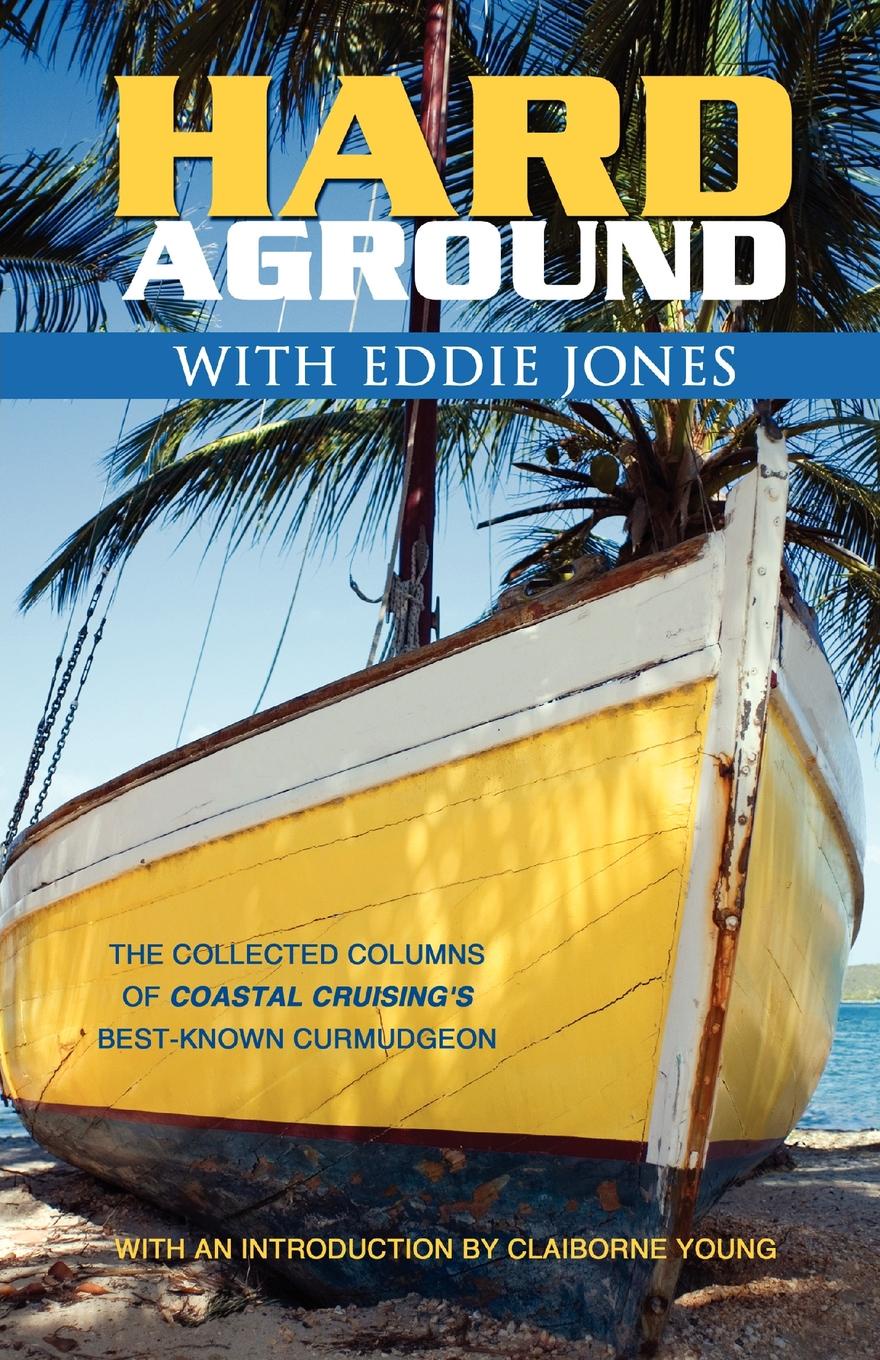 HARD
AGROUND
WITH EDDIE JONES
THE COLLECTED COLUMNS
OF COASTAL CRUISING'S
BEST-KNOWN CURMUDGEON
WITH AN INTRODUCTION BY CLAIBORNE YOUNG